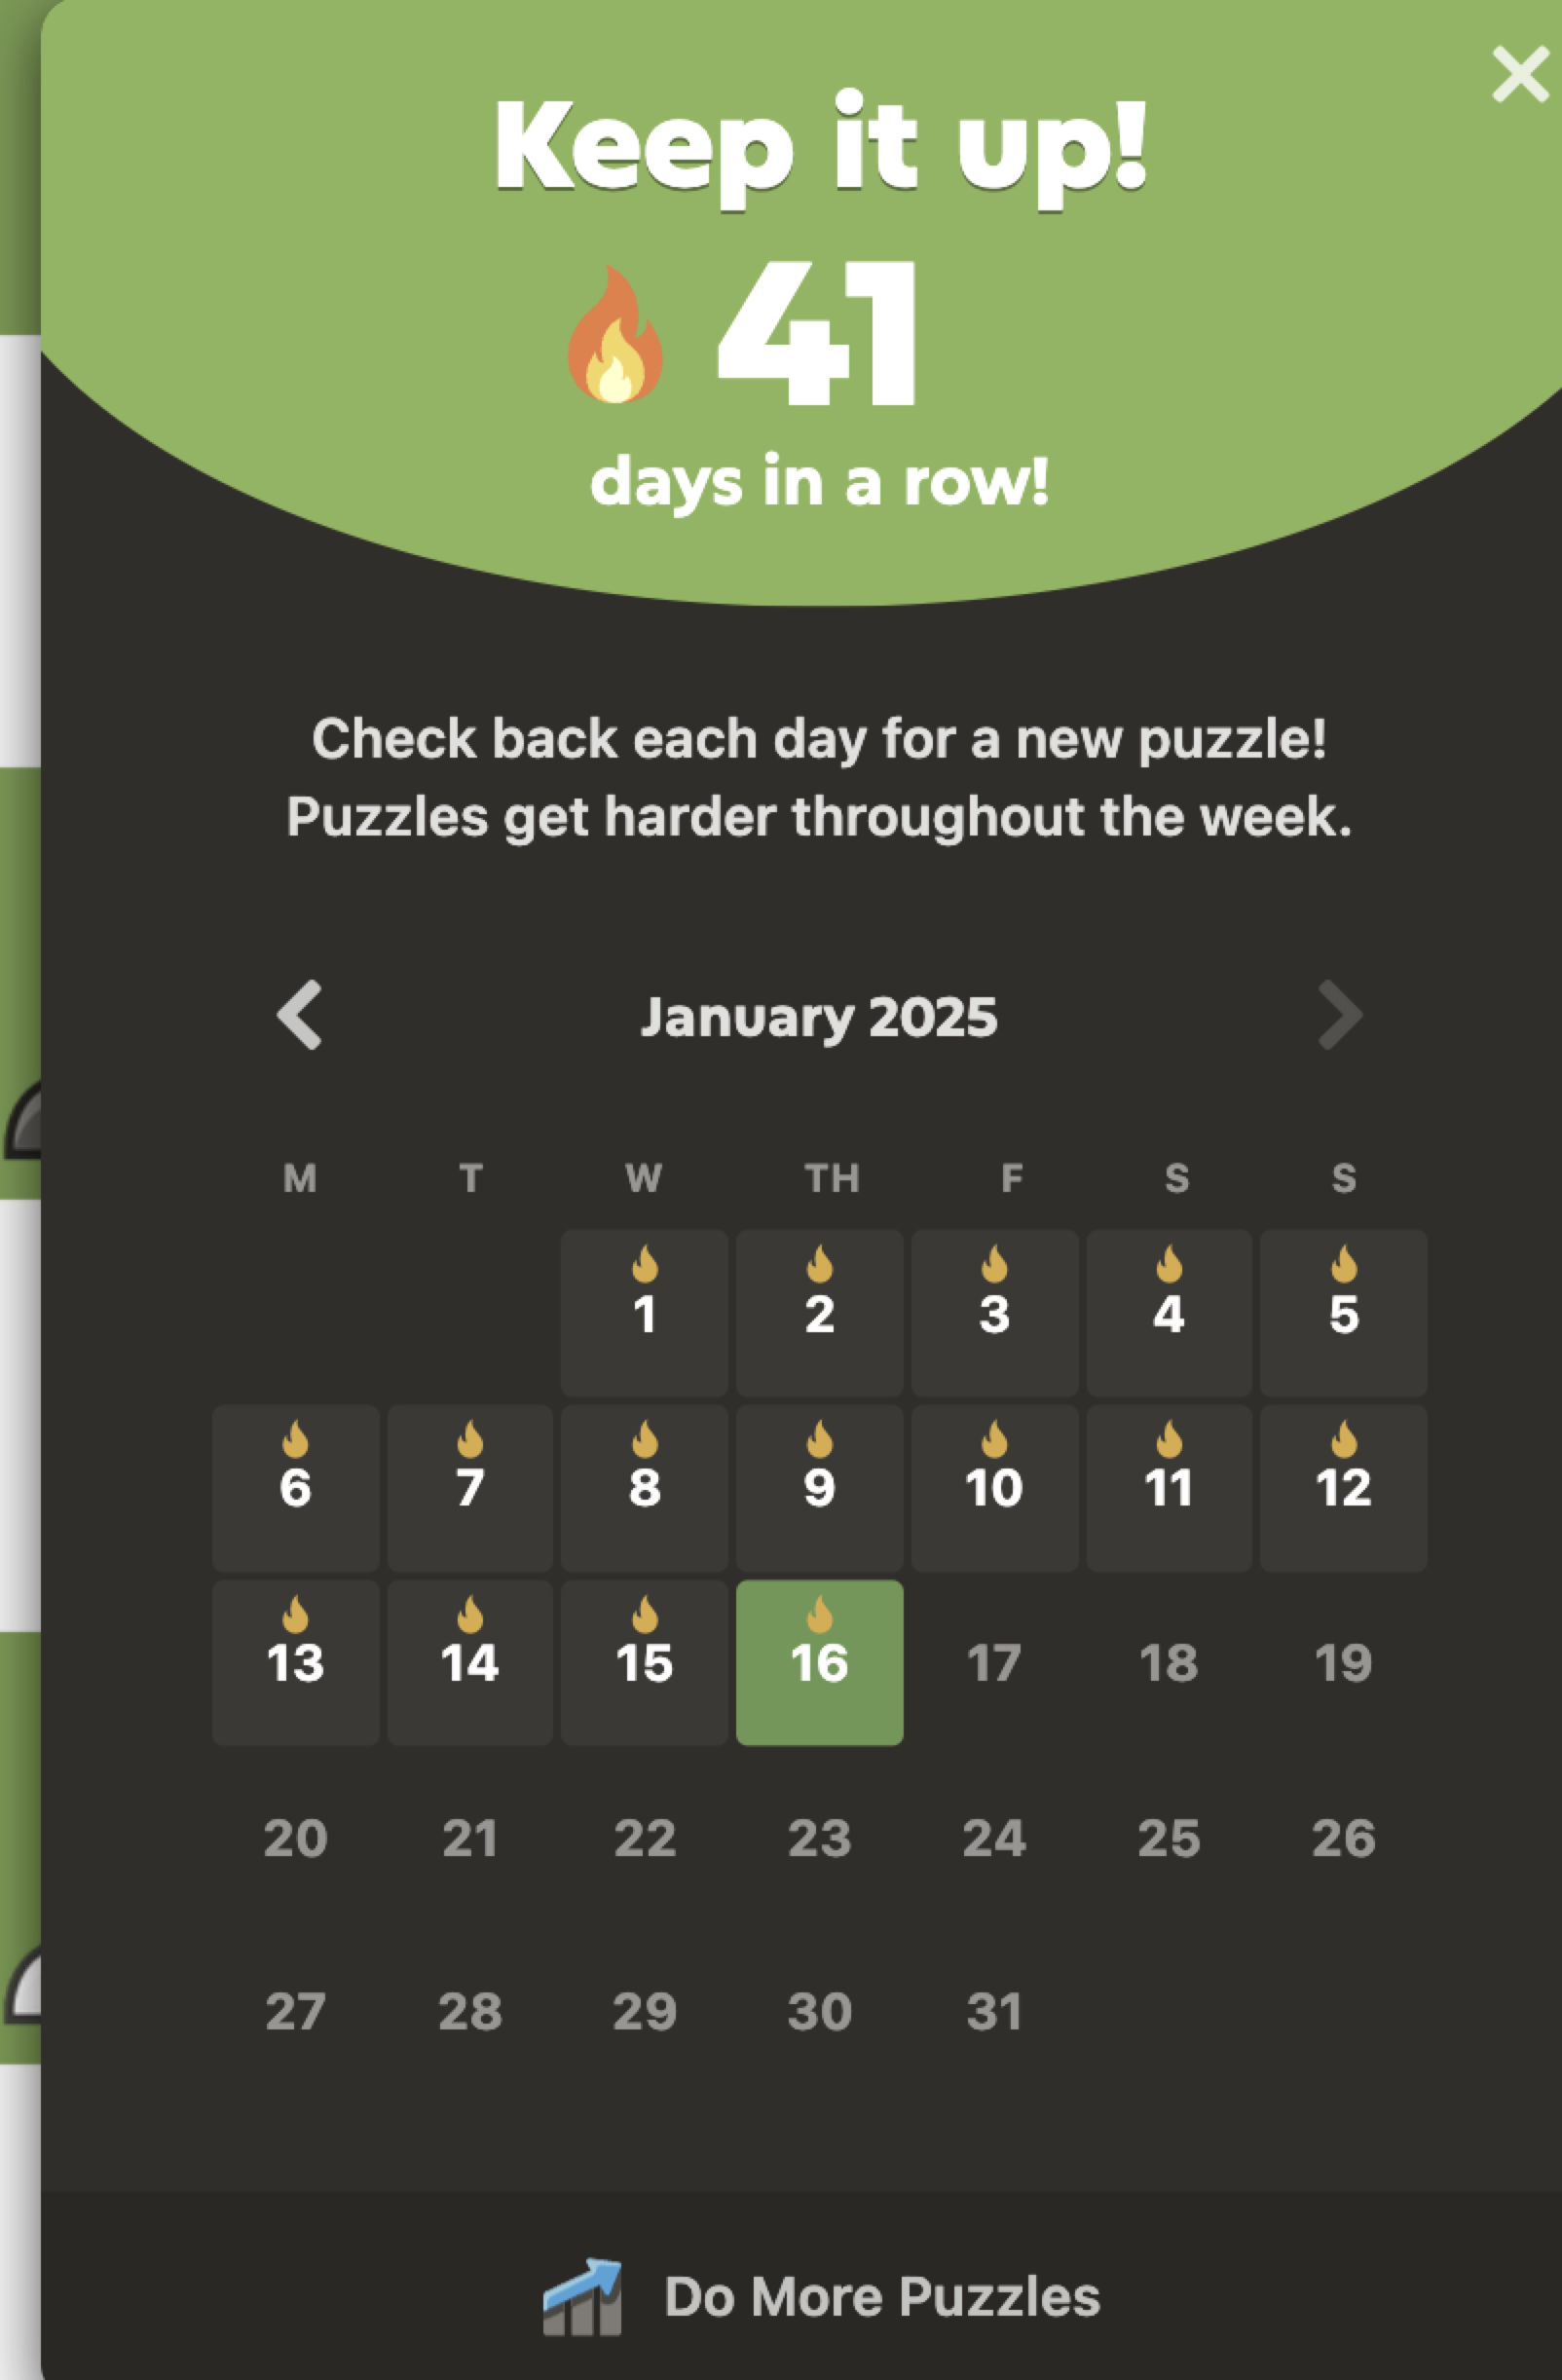 Keep it up!
41
days in a row!
Check back each day for a new puzzle!
Puzzles get harder throughout the week.
January 2025
M T W TH F S S
1 2 3 4 5
6 7 8 9 10 11 12
13 14 15 16 17 18 19
20 21 22 23 24 25 26
27 28 29 30 31
Do More Puzzles